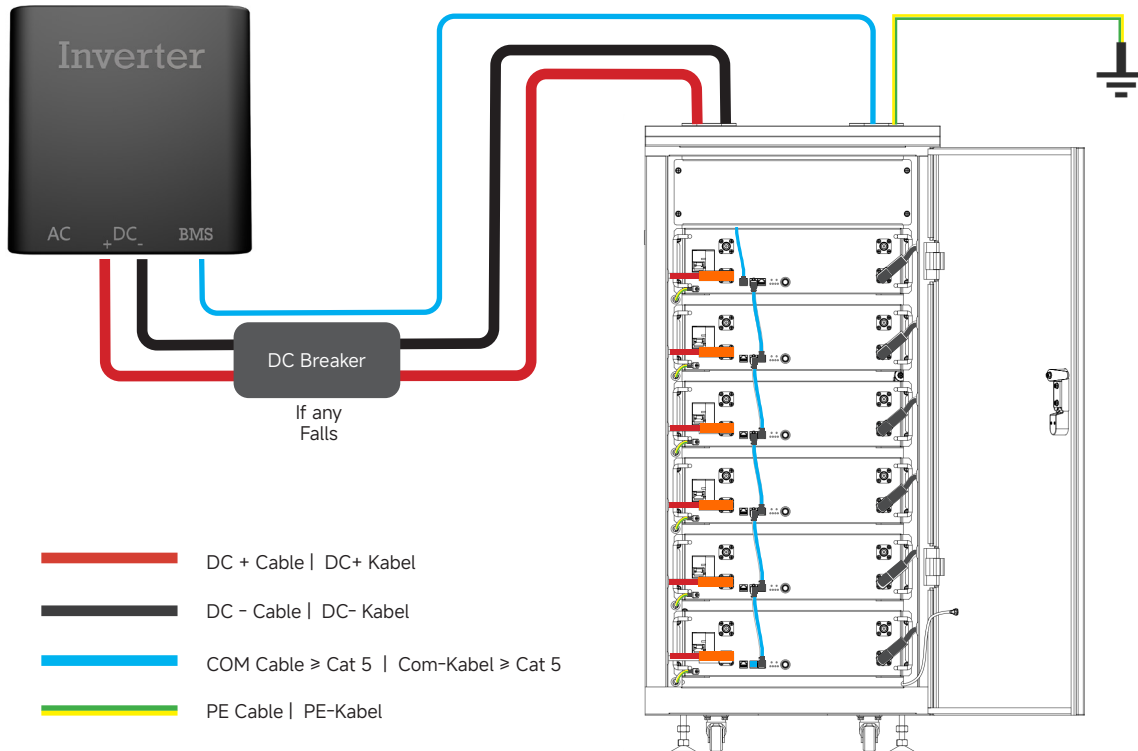 Inverter
AC + DC - BMS
DC Breaker
If any
Falls
DC + Cable | DC+ Kabel
DC - Cable | DC- Kabel
COM Cable ≥ Cat 5 | Com-Kabel ≥ Cat 5
PE Cable | PE-Kabel